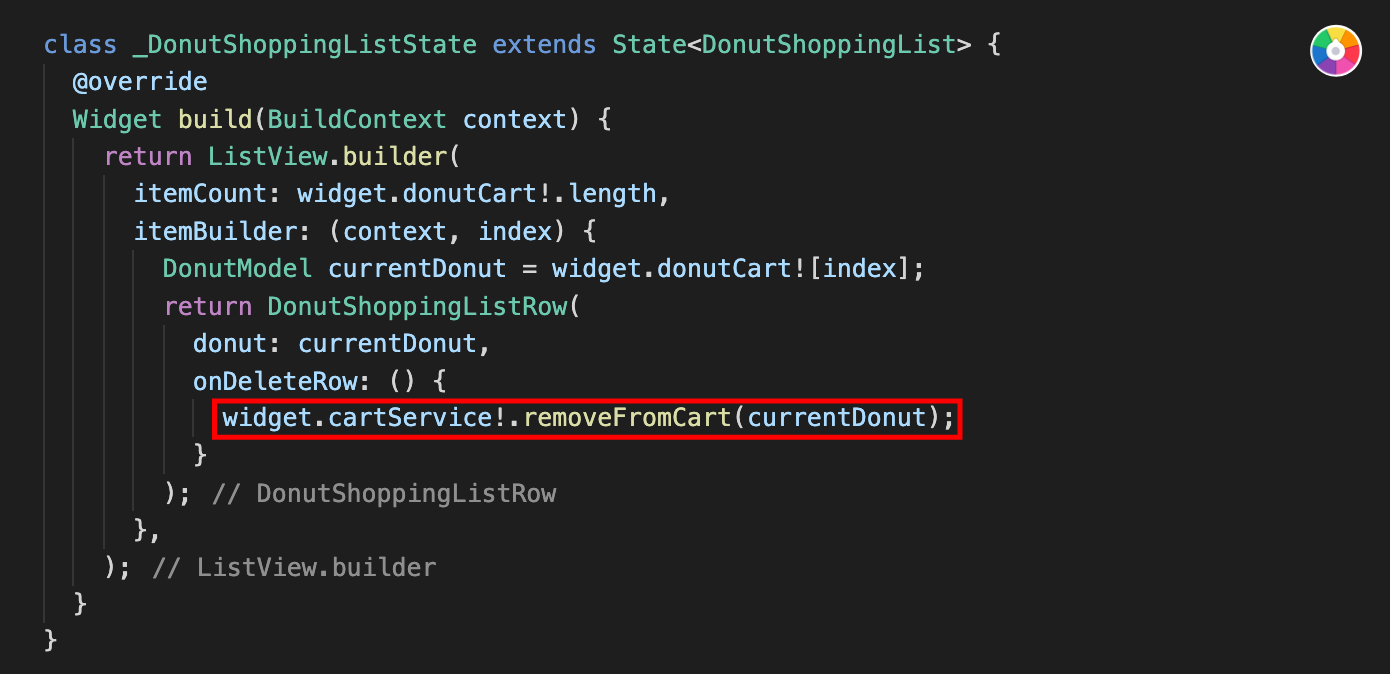 class _DonutShoppingListState extends State<DonutShoppingList> {
@override
Widget build(BuildContext context) {
return ListView.builder(
itemCount: widget.donutCart!.length,
itemBuilder: (context, index) {
DonutModel currentDonut = widget.donutCart![index];
return DonutShoppingListRow(
donut: currentDonut,
onDeleteRow: () {
widget.cartService!.removeFromCart(currentDonut);
}
); // DonutShoppingListRow
},
); // ListView.builder
}
}